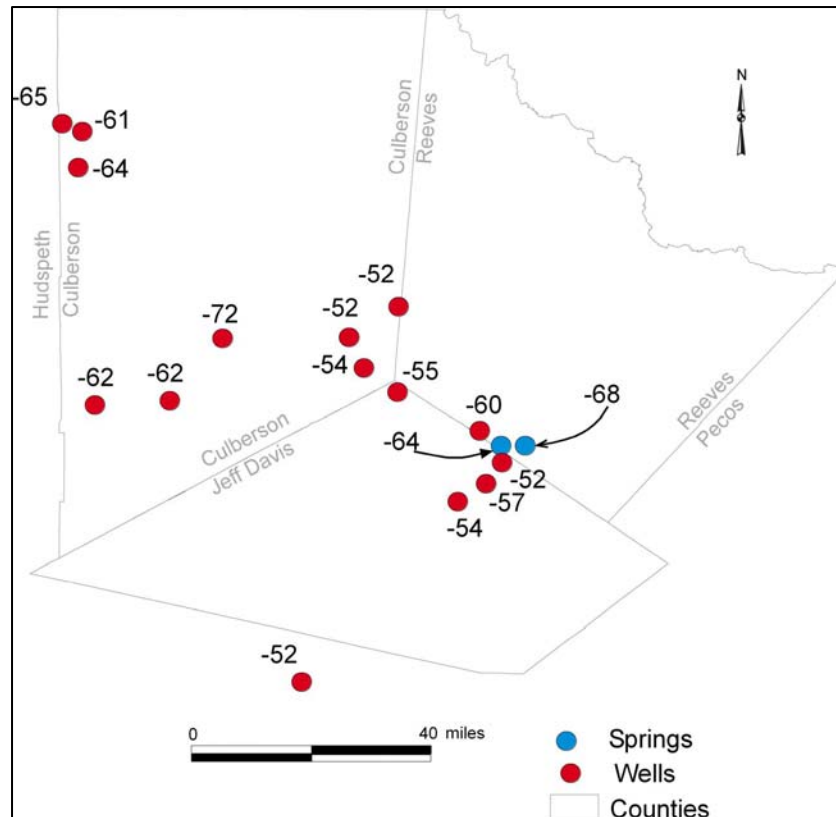 N
-65
-61
-64
Culberson
Reeves
Hudspeth
Culberson
-52
-52
-72
-54
-55
-62
-62
-60
-68
-64
Culberson
Jeff Davis
Reeves
Pecos
-52
-57
-54
-52
0 40 miles
Springs
Wells
Counties